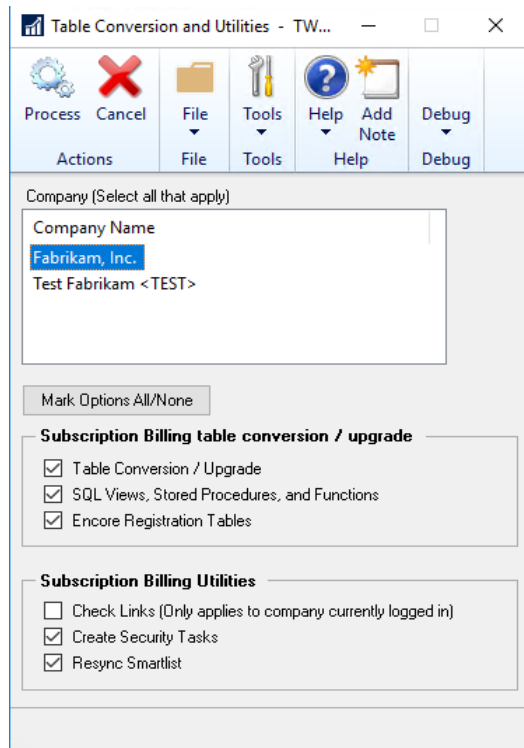 Table Conversion and Utilities - TW...
Process Cancel File Tools Help Add Note Debug
Actions File Tools Help Debug
Company (Select all that apply)
Company Name
Fabrikam, Inc.
Test Fabrikam <TEST>
Mark Options All/None
Subscription Billing table conversion / upgrade
Table Conversion / Upgrade
SQL Views, Stored Procedures, and Functions
Encore Registration Tables
Subscription Billing Utilities
Check Links (Only applies to company currently logged in)
Create Security Tasks
Resync Smartlist